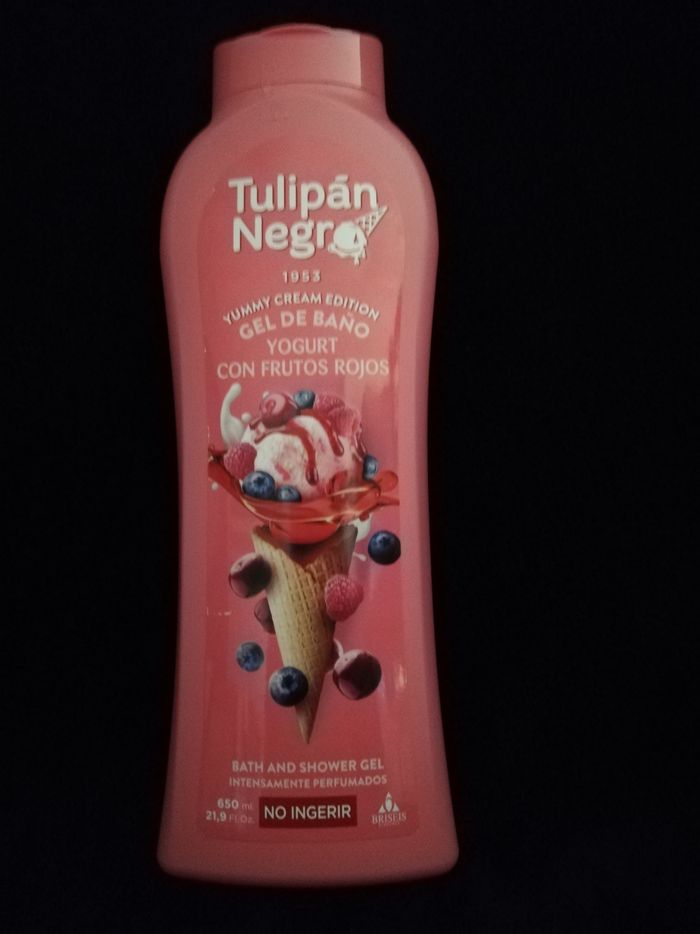 Tulipán
Negro
1953
YUMMY CREAM EDITION
GEL DE BAÑO
YOGURT
CON FRUTOS ROJOS
BATH AND SHOWER GEL
INTENSAMENTE PERFUMADOS
650 ml
21,9 Fl.Oz.
NO INGERIR
BRISEIS